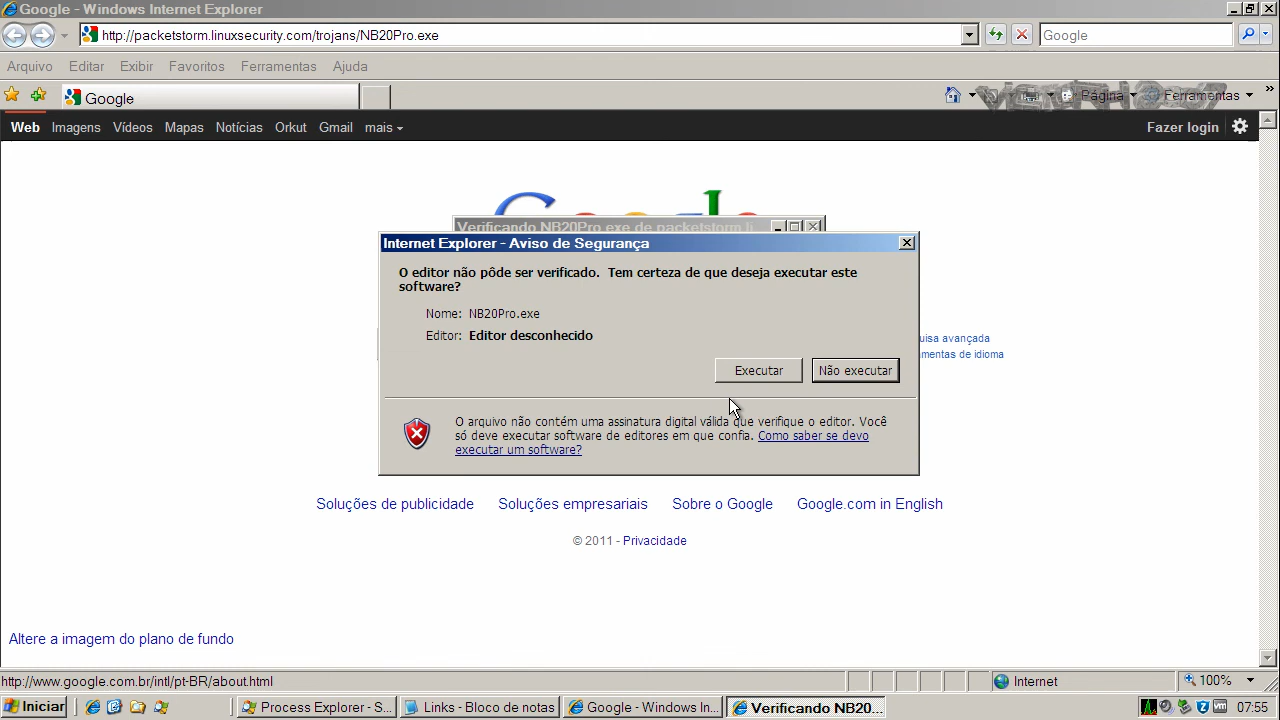 Google - Windows Internet Explorer
http://packetstorm.linuxsecurity.com/trojans/NB20Pro.exe
Google
Arquivo Editar Exibir Favoritos Ferramentas Ajuda
Google
Página Ferramentas
Web Imagens Vídeos Mapas Notícias Orkut Gmail mais
Fazer login
Verificando NB20Pro.exe de packetstorm.li
Internet Explorer - Aviso de Segurança
O editor não pôde ser verificado. Tem certeza de que deseja executar este
software?
Nome: NB20Pro.exe
Editor: Editor desconhecido
uisa avançada
mentas de idioma
Executar Não executar
O arquivo não contém uma assinatura digital válida que verifique o editor. Você
só deve executar software de editores em que confia. Como saber se devo
executar um software?
Soluções de publicidade Soluções empresariais Sobre o Google Google.com in English
© 2011 - Privacidade
Altere a imagem do plano de fundo
http://www.google.com.br/intl/pt-BR/about.html
Internet
100%
Iniciar
Process Explorer - S...
Links - Bloco de notas
Google - Windows In...
Verificando NB20...
07:55